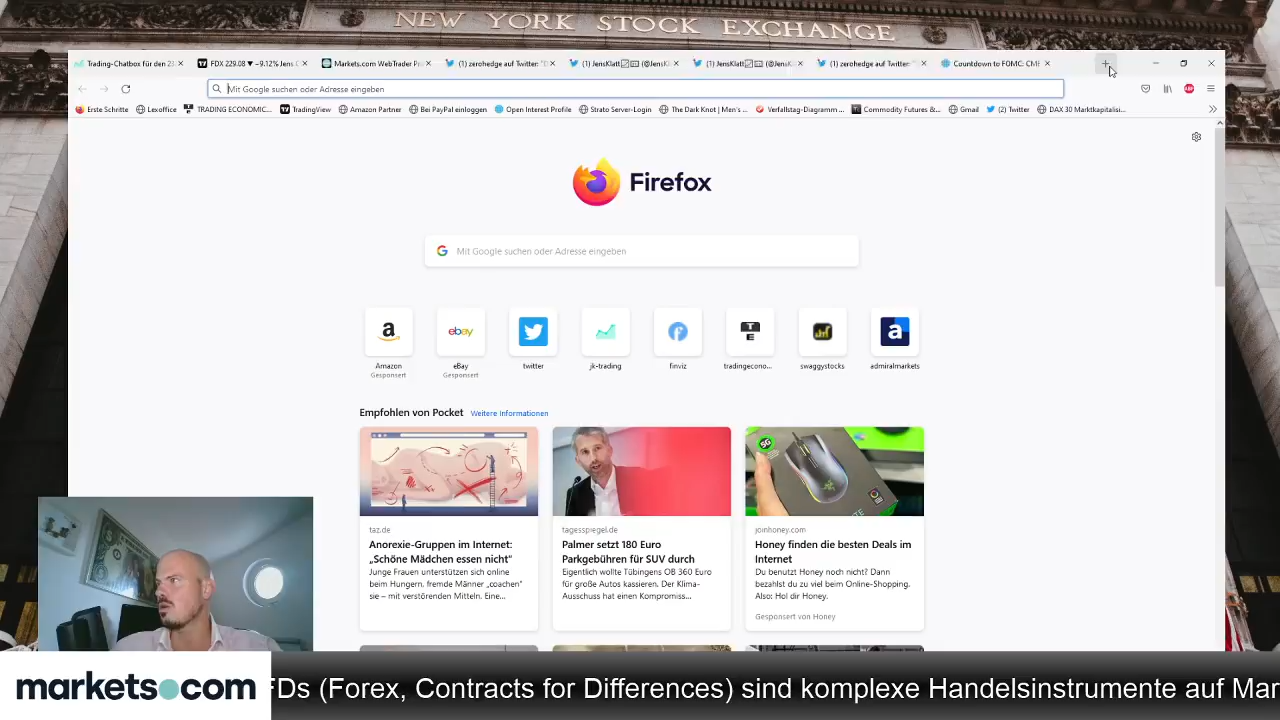 NEW YORK STOCK EXCHANGE
Trading-Chatbox für den 23
FDX 229.08 ▼ −9.12% Jens
Markets.com WebTrader
(1) zerohedge auf Twitter: "D
(1) JensKlatt
(@JensKl
(1) JensKlatt
(@JensKla
(1) zerohedge auf Twitter: "
Countdown to FOMC: CME
Mit Google suchen oder Adresse eingeben
Erste Schritte
Lexoffice
TRADING ECONOMIC...
TradingView
Amazon Partner
Bei PayPal einloggen
Open Interest Profile
Strato Server-Login
The Dark Knot | Men's ...
Verfallstag-Diagramm ...
Commodity Futures &...
Gmail
(2) Twitter
DAX 30 Marktkapitalisi...
Firefox
Mit Google suchen oder Adresse eingeben
Amazon
Gesponsert
eBay
Gesponsert
twitter
jk-trading
finviz
tradingecono...
swaggystocks
admiralmarkets
Empfohlen von Pocket Weitere Informationen
taz.de
Anorexie-Gruppen im Internet:
„Schöne Mädchen essen nicht“
Junge Frauen unterstützen sich online
beim Hungern, fremde Männer „coachen“
sie – mit verstörenden Mitteln. Eine...
tagesspiegel.de
Palmer setzt 180 Euro
Parkgebühren für SUV durch
Eigentlich wollte Tübingens OB 360 Euro
für große Autos kassieren. Der Klima-
Ausschuss hat einen Kompromiss...
joinhoney.com
Honey finden die besten Deals im
Internet
Du benutzt Honey noch nicht? Dann
bezahlst du zu viel beim Online-Shopping.
Also: Hol dir Honey.
Gesponsert von Honey
markets.com
FDs (Forex, Contracts for Differences) sind komplexe Handelsinstrumente auf Mar